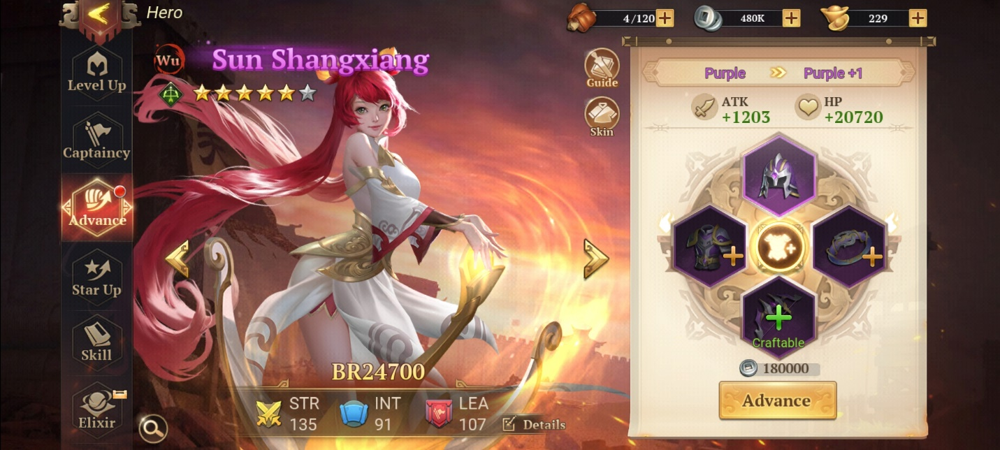 Hero
4/120
480K
229
Level Up
Captaincy
Advance
Star Up
Skill
Elixir
Wu
Sun Shangxiang
Guide
Skin
BR24700
STR
135
INT
91
LEA
107
Details
Purple
Purple +1
ATK
+1203
HP
+20720
Craftable
180000
Advance